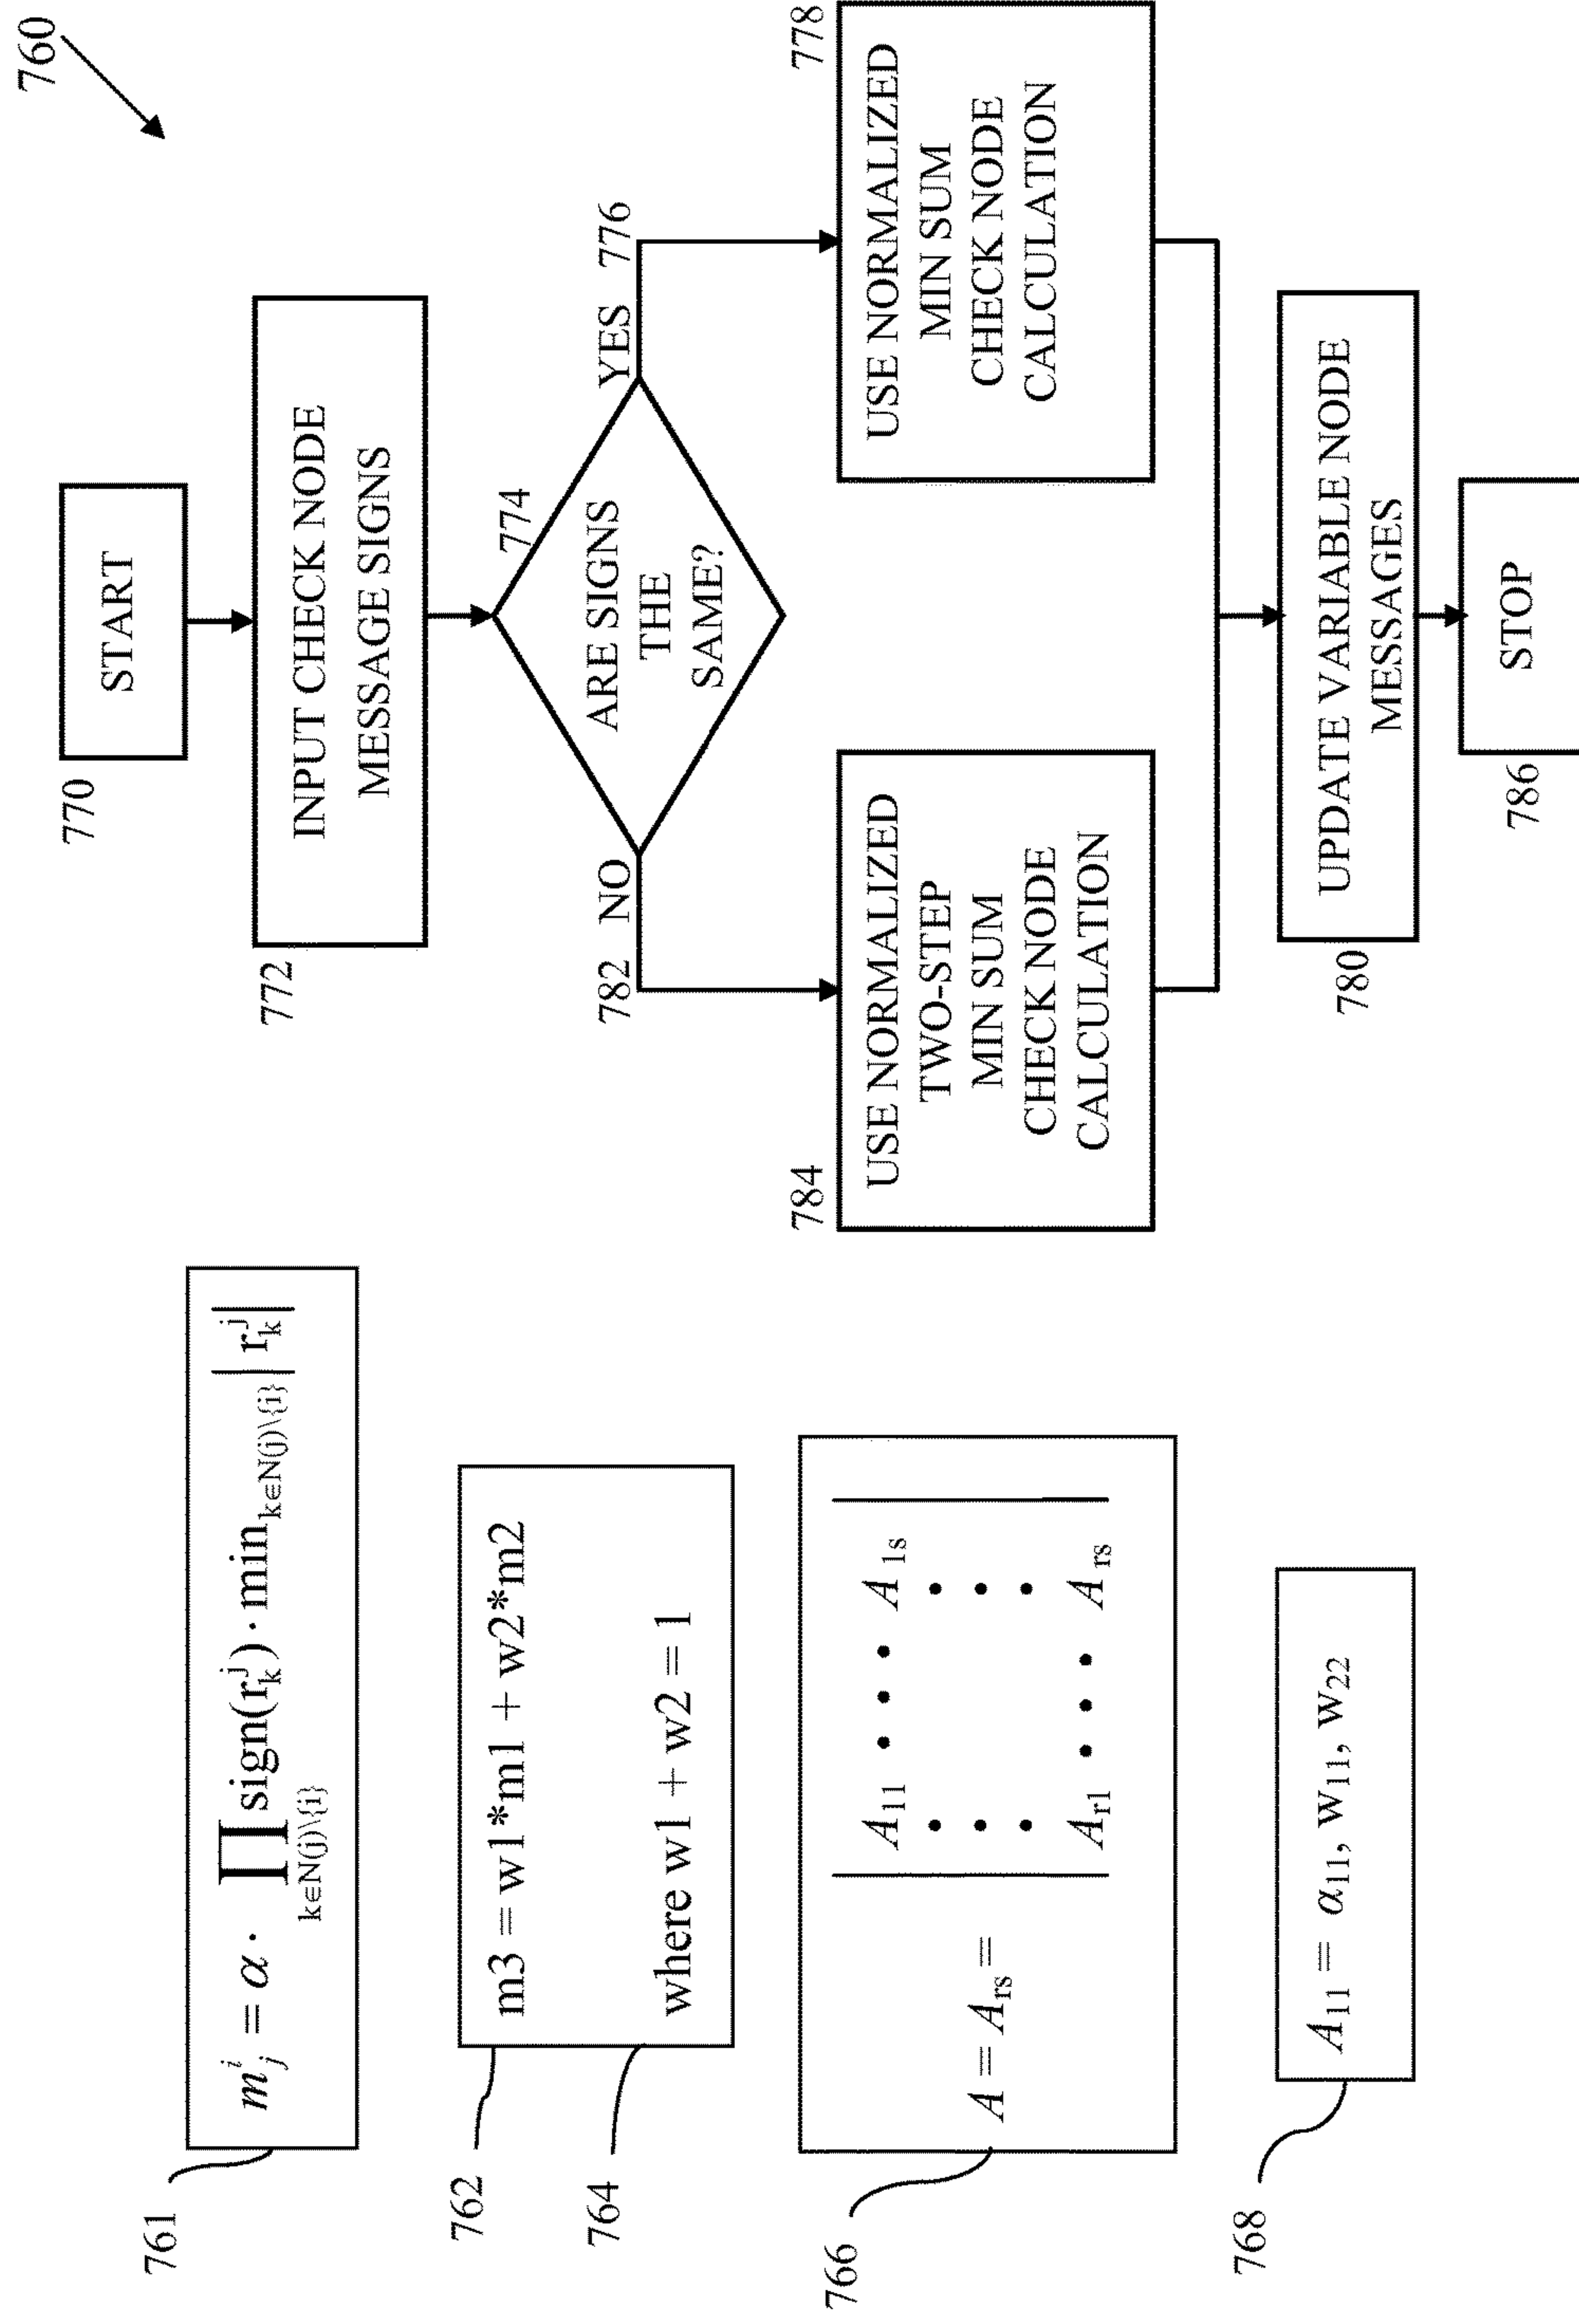 760
761
m_j^i = α · ∏ sign(r_k^j) · min_{k∈N(j)\{i}} | r_k^j |
k∈N(j)\{i}
762
m3 = w1*m1 + w2*m2
764
where w1 + w2 = 1
766
A = A_rs =
A_11 • • • A_1s
• •
• •
• •
A_r1 • • • A_rs
768
A_11 = α_11, w_11, w_22
770
START
772
INPUT CHECK NODE
MESSAGE SIGNS
774
ARE SIGNS
THE
SAME?
782 NO
YES 776
784
USE NORMALIZED
TWO-STEP
MIN SUM
CHECK NODE
CALCULATION
778
USE NORMALIZED
MIN SUM
CHECK NODE
CALCULATION
780
UPDATE VARIABLE NODE
MESSAGES
786
STOP